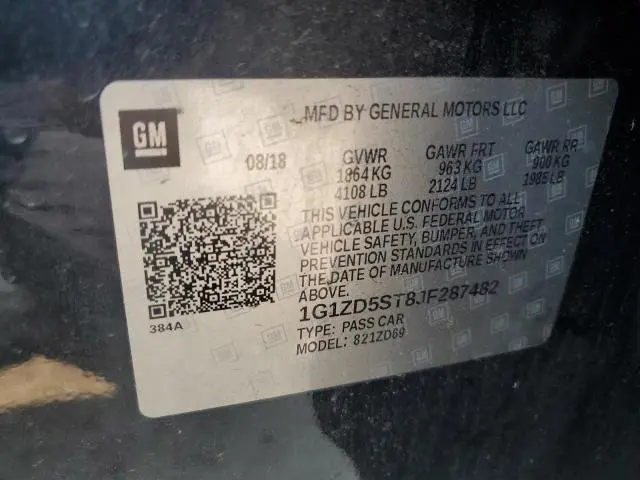 GM
MFD BY GENERAL MOTORS LLC
08/18 GVWR GAWR FRT GAWR RR
1864 KG 963 KG 900 KG
4108 LB 2124 LB 1985 LB
THIS VEHICLE CONFORMS TO ALL
APPLICABLE U.S. FEDERAL MOTOR
VEHICLE SAFETY, BUMPER, AND THEFT
PREVENTION STANDARDS IN EFFECT ON
THE DATE OF MANUFACTURE SHOWN
ABOVE.
1G1ZD5ST8JF287482
384A
TYPE: PASS CAR
MODEL: 821ZD69